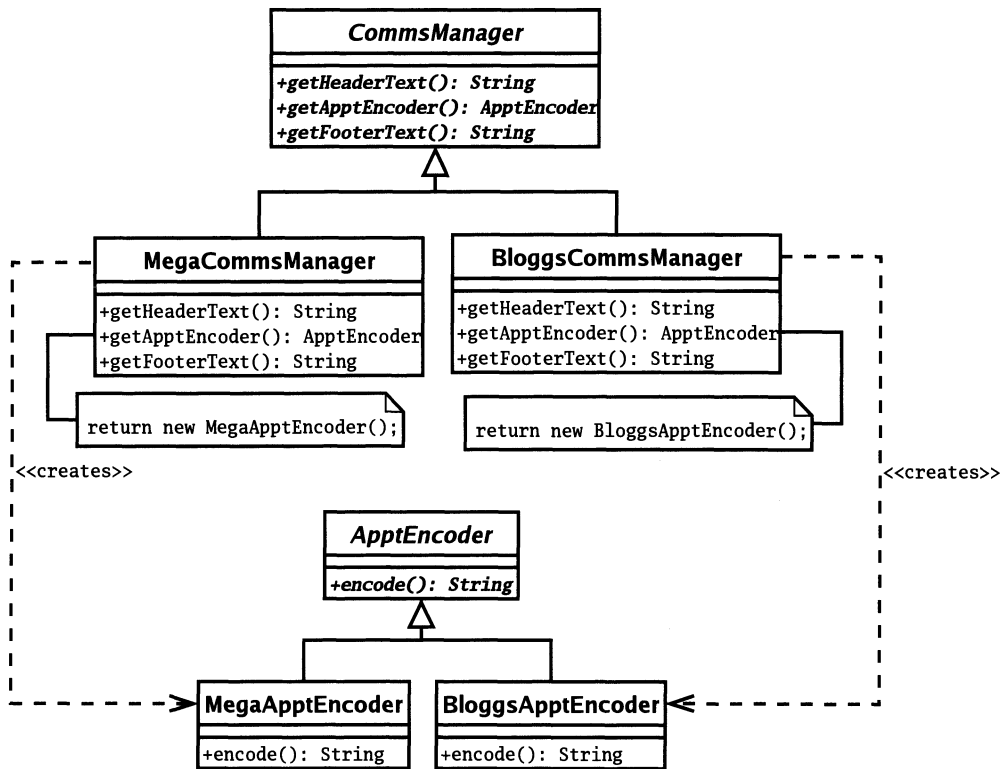 CommsManager
+getHeaderText(): String
+getApptEncoder(): ApptEncoder
+getFooterText(): String
MegaCommsManager
+getHeaderText(): String
+getApptEncoder(): ApptEncoder
+getFooterText(): String
return new MegaApptEncoder();
BloggsCommsManager
+getHeaderText(): String
+getApptEncoder(): ApptEncoder
+getFooterText(): String
return new BloggsApptEncoder();
<<creates>>
<<creates>>
ApptEncoder
+encode(): String
MegaApptEncoder
+encode(): String
BloggsApptEncoder
+encode(): String